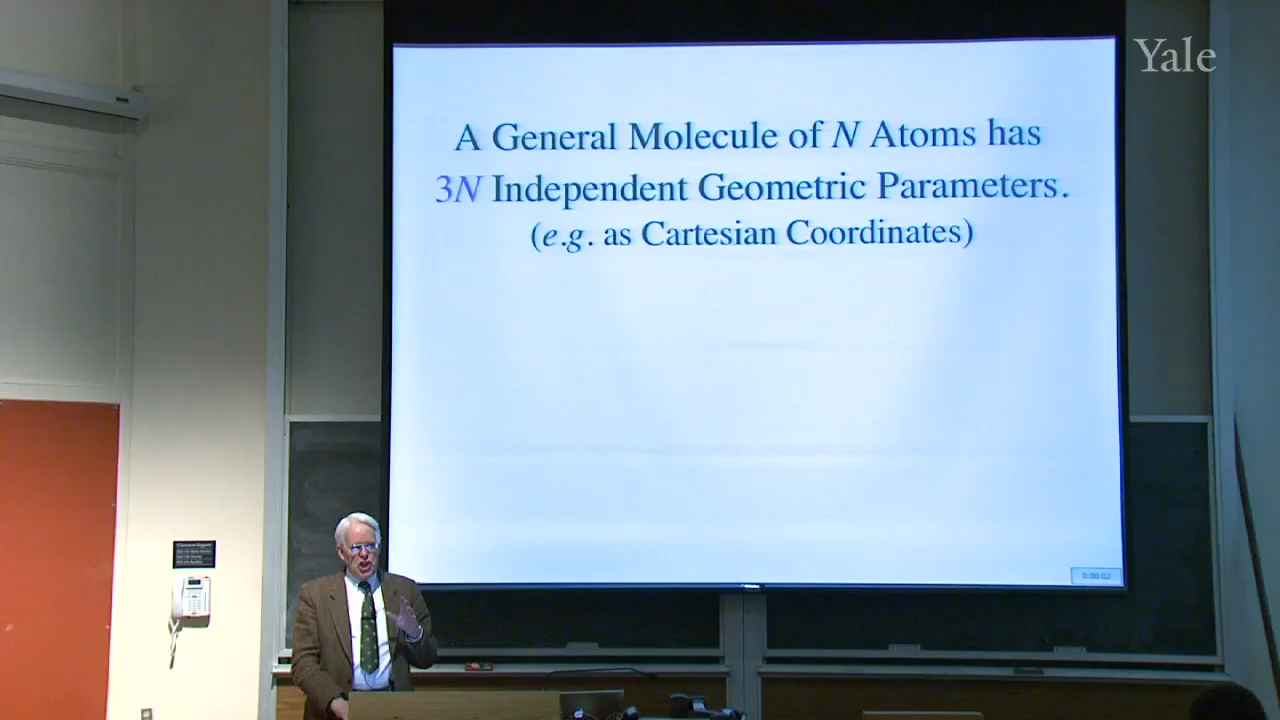 Yale
A General Molecule of N Atoms has
3N Independent Geometric Parameters.
(e.g. as Cartesian Coordinates)
0:00:02